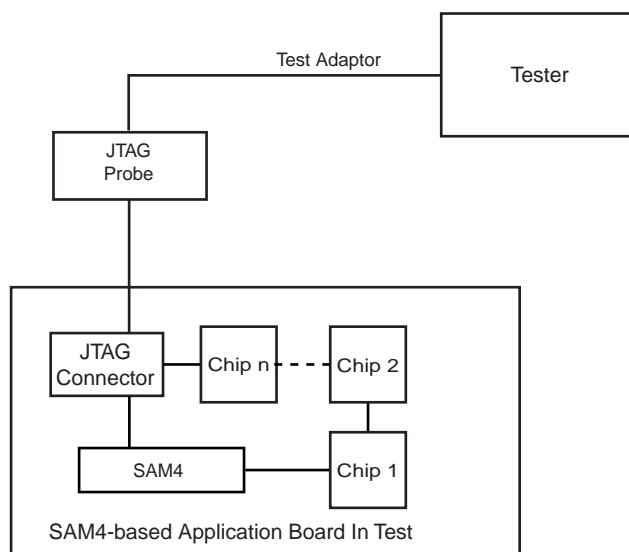 Test Adaptor
Tester
JTAG
Probe
JTAG
Connector
Chip n
Chip 2
SAM4
Chip 1
SAM4-based Application Board In Test